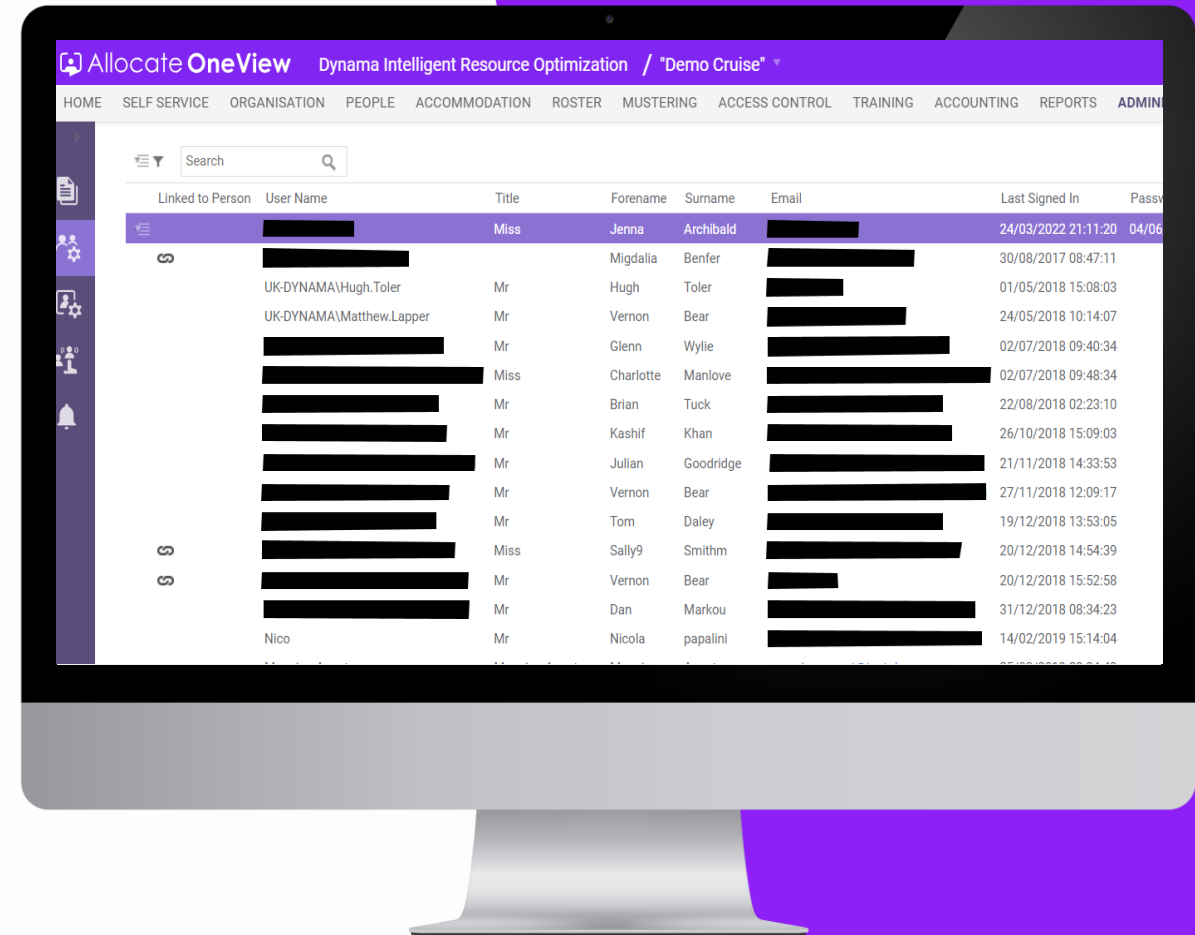 Allocate OneView Dynama Intelligent Resource Optimization / "Demo Cruise"
HOME SELF SERVICE ORGANISATION PEOPLE ACCOMMODATION ROSTER MUSTERING ACCESS CONTROL TRAINING ACCOUNTING REPORTS ADMINI
Search
Linked to Person User Name Title Forename Surname Email Last Signed In Passw
Miss Jenna Archibald 24/03/2022 21:11:20 04/06
Migdalia Benfer 30/08/2017 08:47:11
UK-DYNAMA\Hugh.Toler Mr Hugh Toler 01/05/2018 15:08:03
UK-DYNAMA\Matthew.Lapper Mr Vernon Bear 24/05/2018 10:14:07
Mr Glenn Wylie 02/07/2018 09:40:34
Miss Charlotte Manlove 02/07/2018 09:48:34
Mr Brian Tuck 22/08/2018 02:23:10
Mr Kashif Khan 26/10/2018 15:09:03
Mr Julian Goodridge 21/11/2018 14:33:53
Mr Vernon Bear 27/11/2018 12:09:17
Mr Tom Daley 19/12/2018 13:53:05
Miss Sally9 Smithm 20/12/2018 14:54:39
Mr Vernon Bear 20/12/2018 15:52:58
Mr Dan Markou 31/12/2018 08:34:23
Nico Mr Nicola papalini 14/02/2019 15:14:04